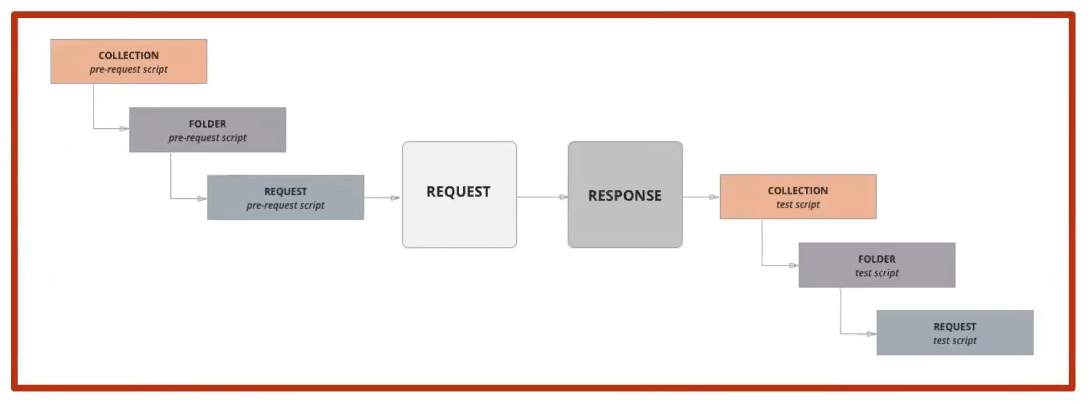 COLLECTION
pre-request script
FOLDER
pre-request script
REQUEST
pre-request script
REQUEST
RESPONSE
COLLECTION
test script
FOLDER
test script
REQUEST
test script